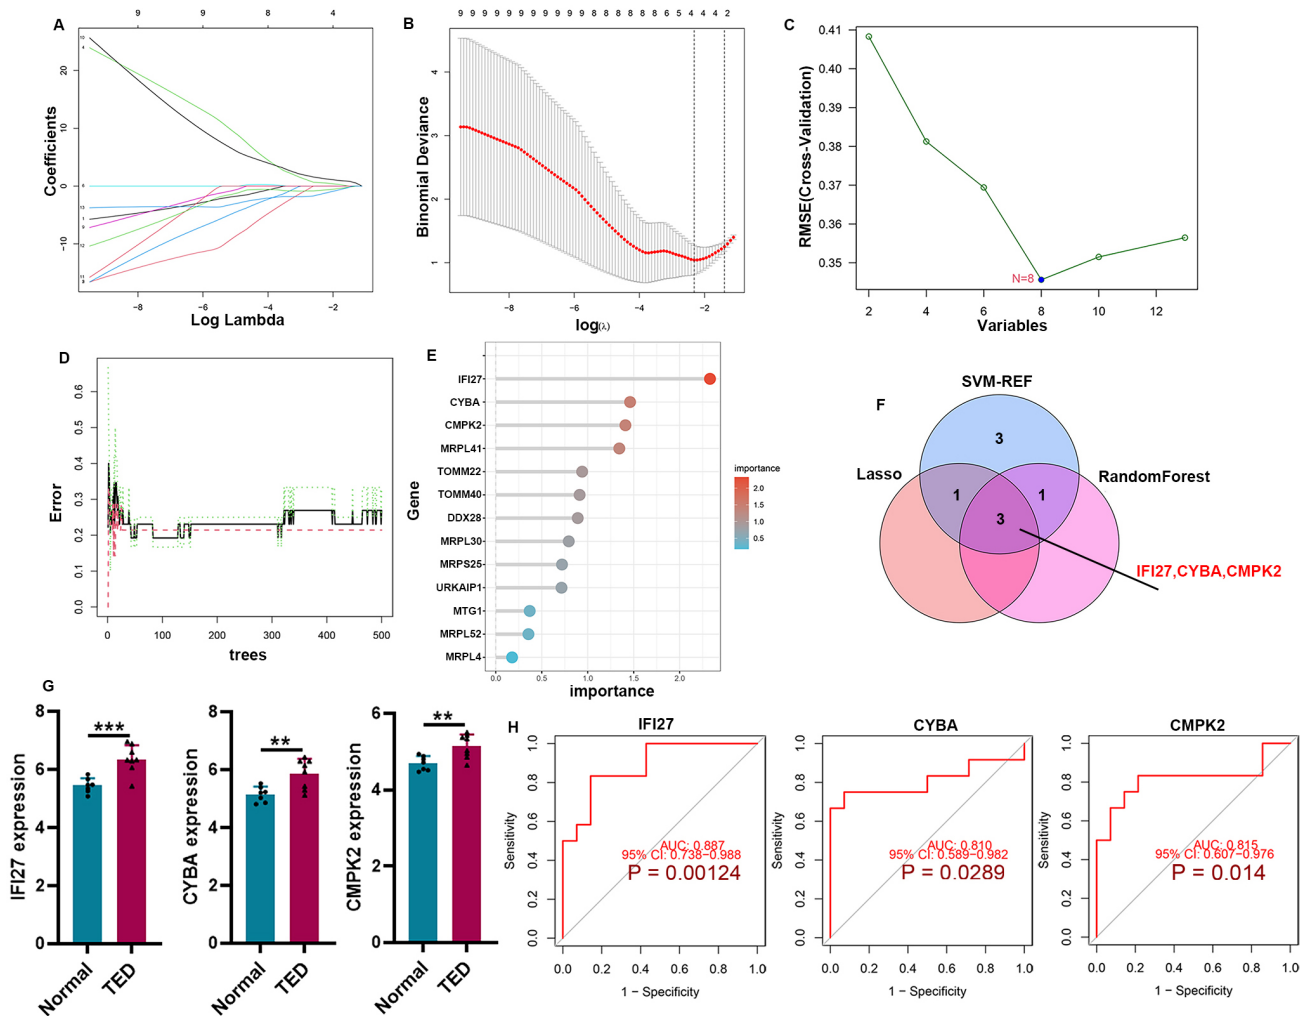 A
9 9 8 4
Coefficients
20
10
0
−10
10
4
6
13
1
9
12
11
−8 −6 −4 −2
Log Lambda
B
9 9 9 9 9 9 9 9 9 9 9 8 8 8 8 8 6 5 4 4 4 2
Binomial Deviance
4
3
2
1
−8 −6 −4 −2
log(λ)
C
RMSE(Cross-Validation)
0.41
0.40
0.39
0.38
0.37
0.36
0.35
N=8
2 4 6 8 10 12
Variables
D
Error
0.6
0.5
0.4
0.3
0.2
0.1
0.0
0 100 200 300 400 500
trees
E
Gene
IFI27
CYBA
CMPK2
MRPL41
TOMM22
TOMM40
DDX28
MRPL30
MRPS25
URKAIP1
MTG1
MRPL52
MRPL4
0.0 0.5 1.0 1.5 2.0
importance
importance
2.0
1.5
1.0
0.5
F
SVM-REF
Lasso
RandomForest
3
1
1
3
IFI27,CYBA,CMPK2
G
IFI27 expression
8
6
4
2
0
***
Normal
TED
CYBA expression
8
6
4
2
0
**
Normal
TED
CMPK2 expression
6
4
2
0
**
Normal
TED
H
IFI27
Sensitivity
1.0
0.8
0.6
0.4
0.2
0.0
AUC: 0.887
95% CI: 0.738−0.988
P = 0.00124
0.0 0.2 0.4 0.6 0.8 1.0
1 − Specificity
CYBA
Sensitivity
1.0
0.8
0.6
0.4
0.2
0.0
AUC: 0.810
95% CI: 0.589−0.982
P = 0.0289
0.0 0.2 0.4 0.6 0.8 1.0
1 − Specificity
CMPK2
Sensitivity
1.0
0.8
0.6
0.4
0.2
0.0
AUC: 0.815
95% CI: 0.607−0.976
P = 0.014
0.0 0.2 0.4 0.6 0.8 1.0
1 − Specificity